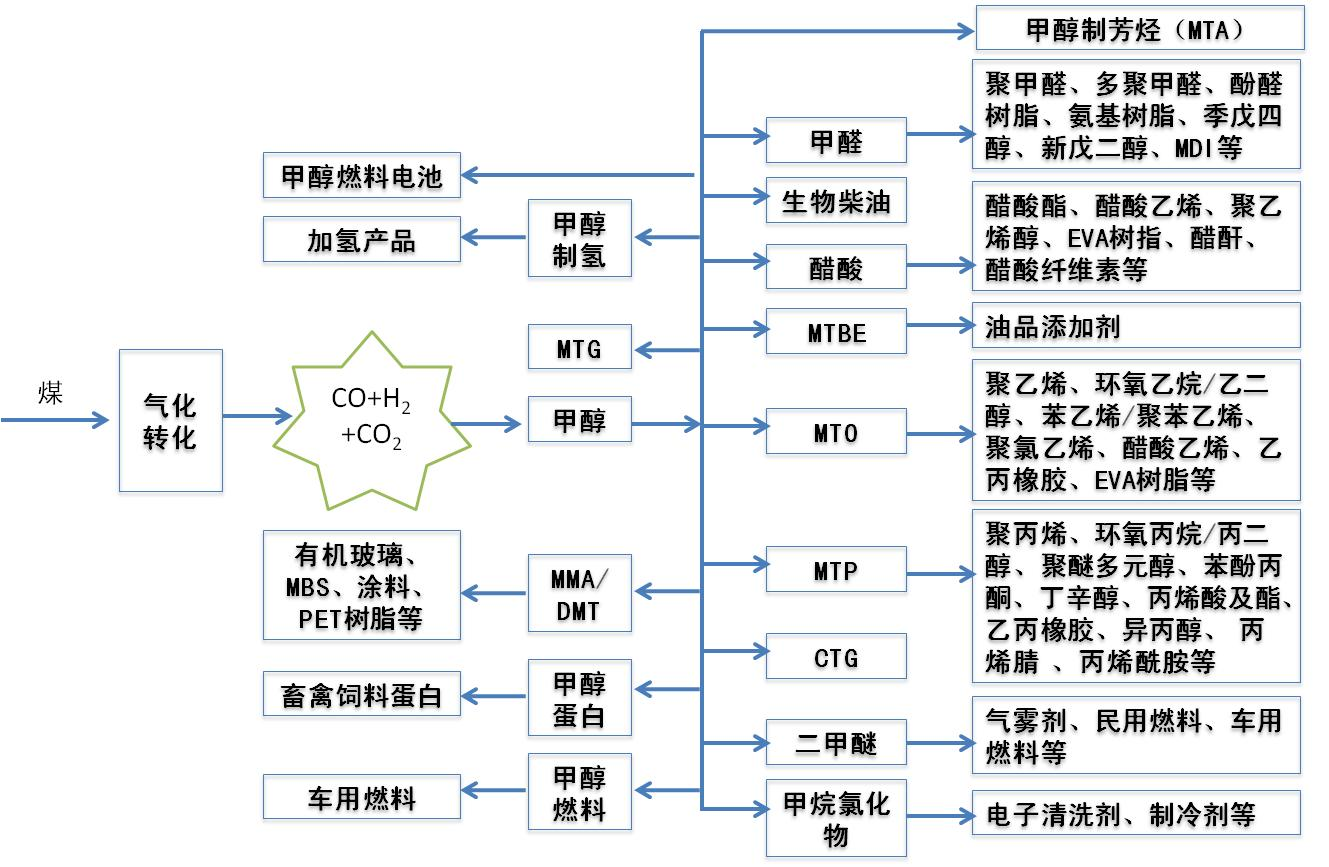 煤
气化
转化
CO+H₂
+CO₂
甲醇
甲醇燃料电池
加氢产品
甲醇
制氢
MTG
有机玻璃、
MBS、涂料、
PET树脂等
MMA/
DMT
畜禽饲料蛋白
甲醇
蛋白
车用燃料
甲醇
燃料
甲醇制芳烃（MTA）
甲醛
聚甲醛、多聚甲醛、酚醛
树脂、氨基树脂、季戊四
醇、新戊二醇、MDI等
生物柴油
醋酸
醋酸酯、醋酸乙烯、聚乙
烯醇、EVA树指、醋酐、
醋酸纤维素等
MTBE
油品添加剂
MTO
聚乙烯、环氧乙烷/乙二
醇、苯乙烯/聚苯乙烯、
聚氯乙烯、醋酸乙烯、乙
丙橡胶、EVA树脂等
MTP
聚丙烯、环氧丙烷/丙二
醇、聚醚多元醇、苯酚丙
酮、丁辛醇、丙烯酸及酯、
乙丙橡胶、异丙醇、 丙
烯腈 、丙烯酰胺等
CTG
二甲醚
气雾剂、民用燃料、车用
燃料等
甲烷氯化
物
电子清洗剂、制冷剂等